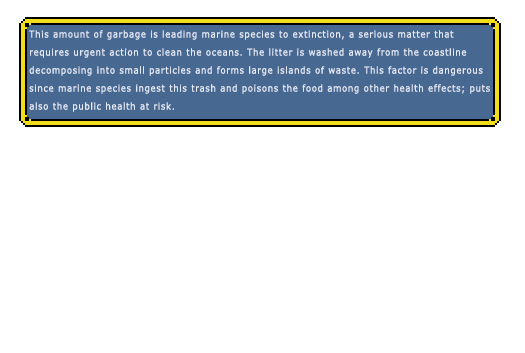 This amount of garbage is leading marine species to extinction, a serious matter that
requires urgent action to clean the oceans. The litter is washed away from the coastline
decomposing into small particles and forms large islands of waste. This factor is dangerous
since marine species ingest this trash and poisons the food among other health effects; puts
also the public health at risk.